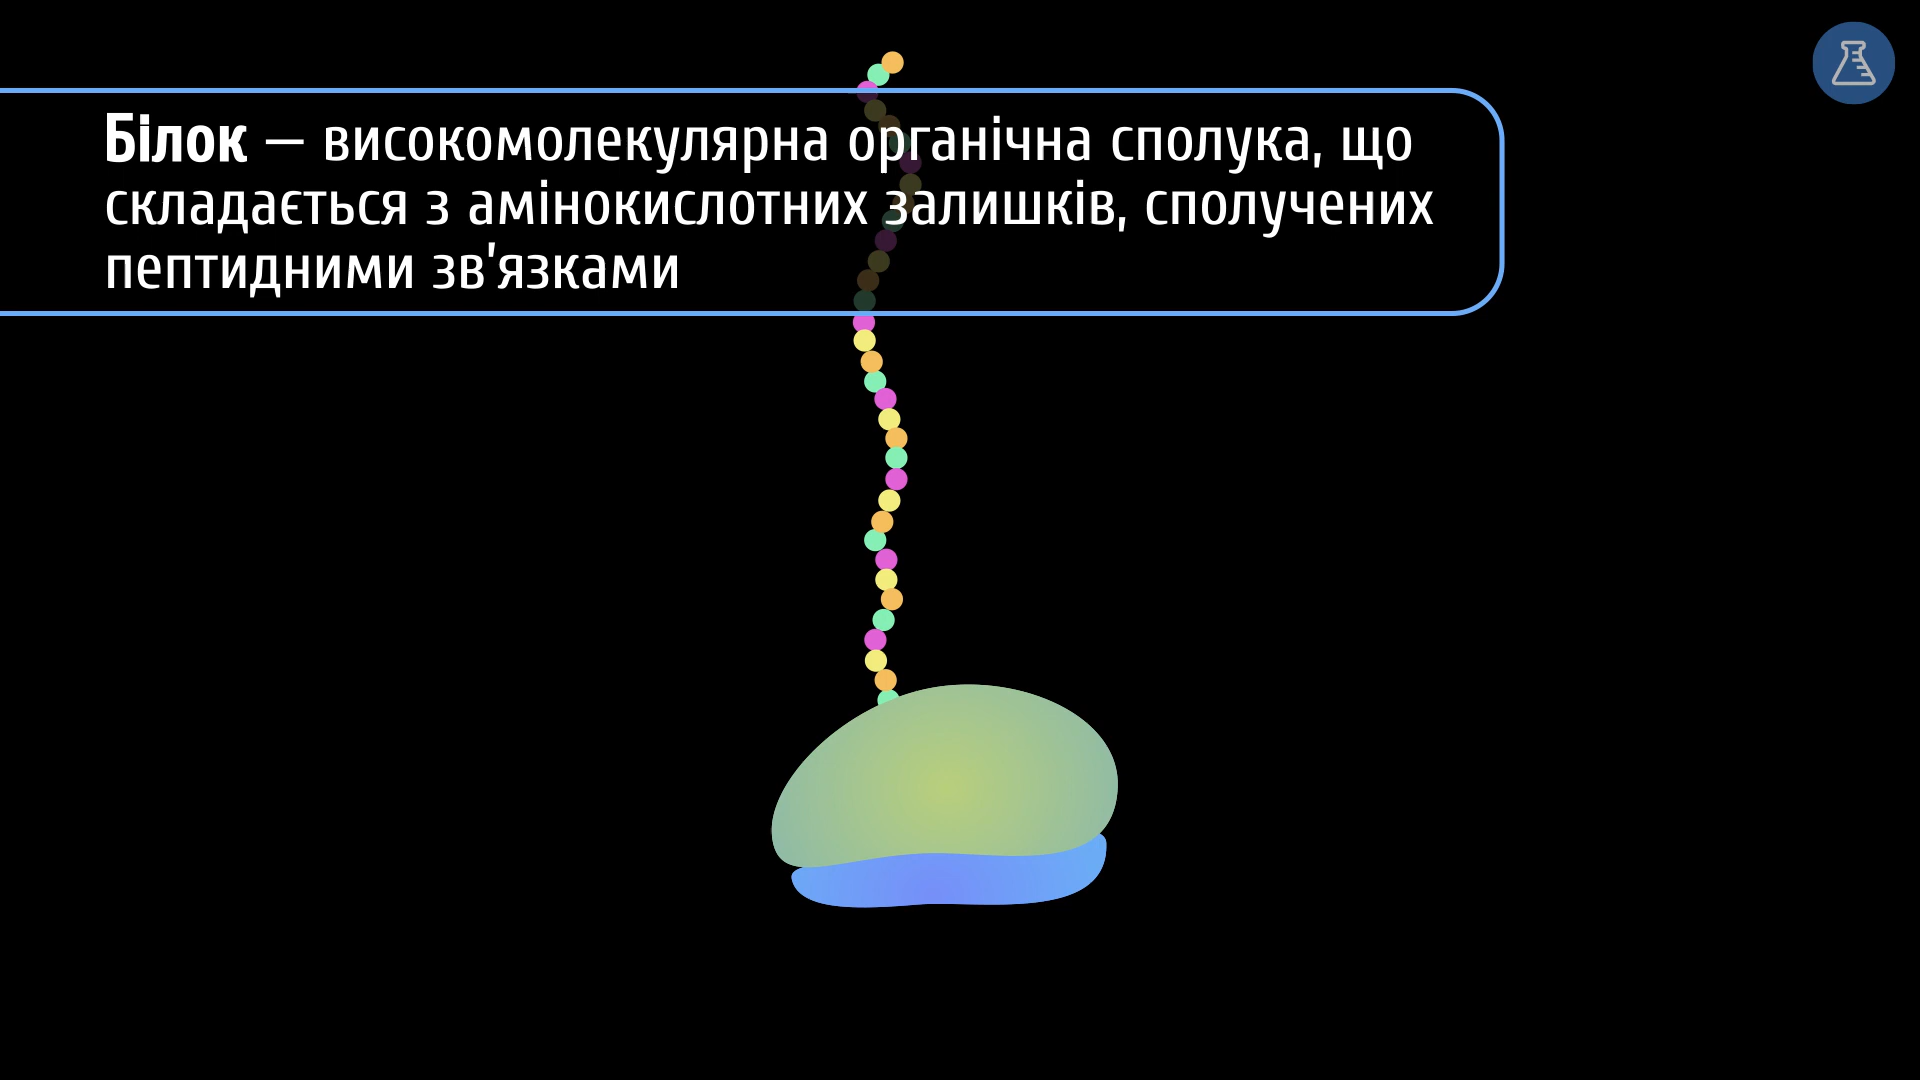 Білок — високомолекулярна органічна сполука, що
складається з амінокислотних залишків, сполучених
пептидними зв'язками